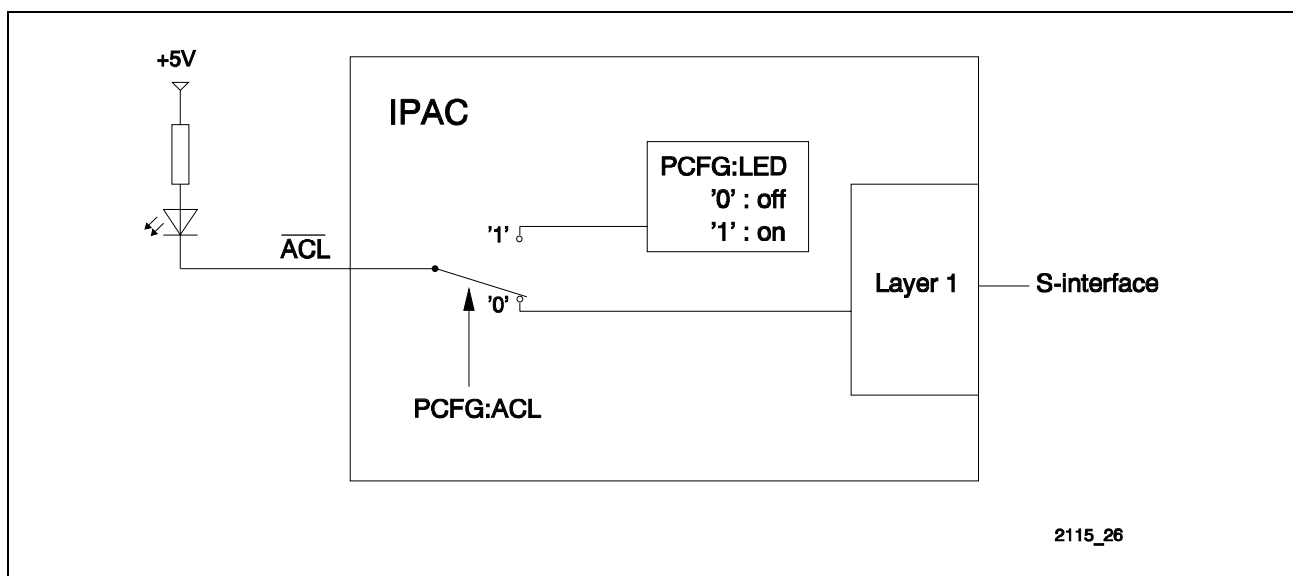 +5V
IPAC
PCFG:LED
'0' : off
'1' : on
'1'
ACL
'0'
Layer 1
S-interface
PCFG:ACL
2115_26